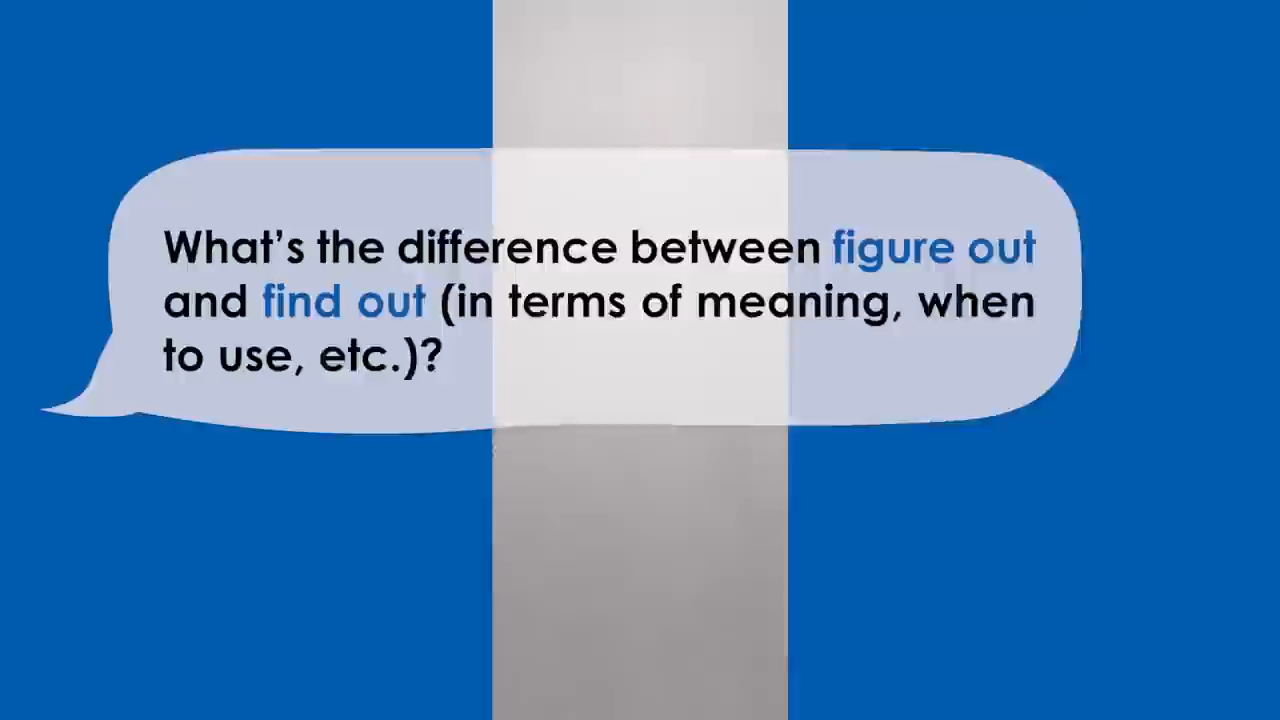 What’s the difference between figure out
and find out (in terms of meaning, when
to use, etc.)?